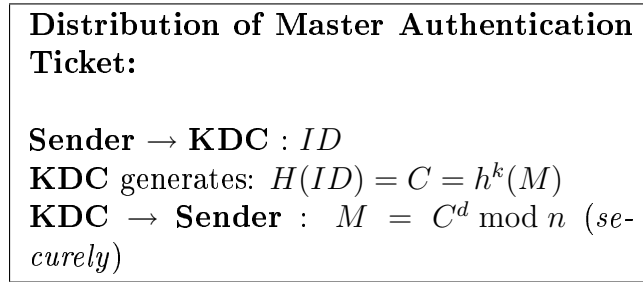 Distribution of Master Authentication
Ticket:
Sender → KDC : ID
KDC generates: H(ID) = C = h^k(M)
KDC → Sender : M = C^d mod n (se-
curely)